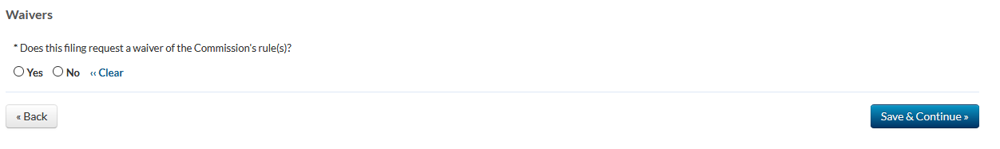 Waivers
* Does this filing request a waiver of the Commission's rule(s)?
Yes No ‹‹ Clear
« Back Save & Continue »